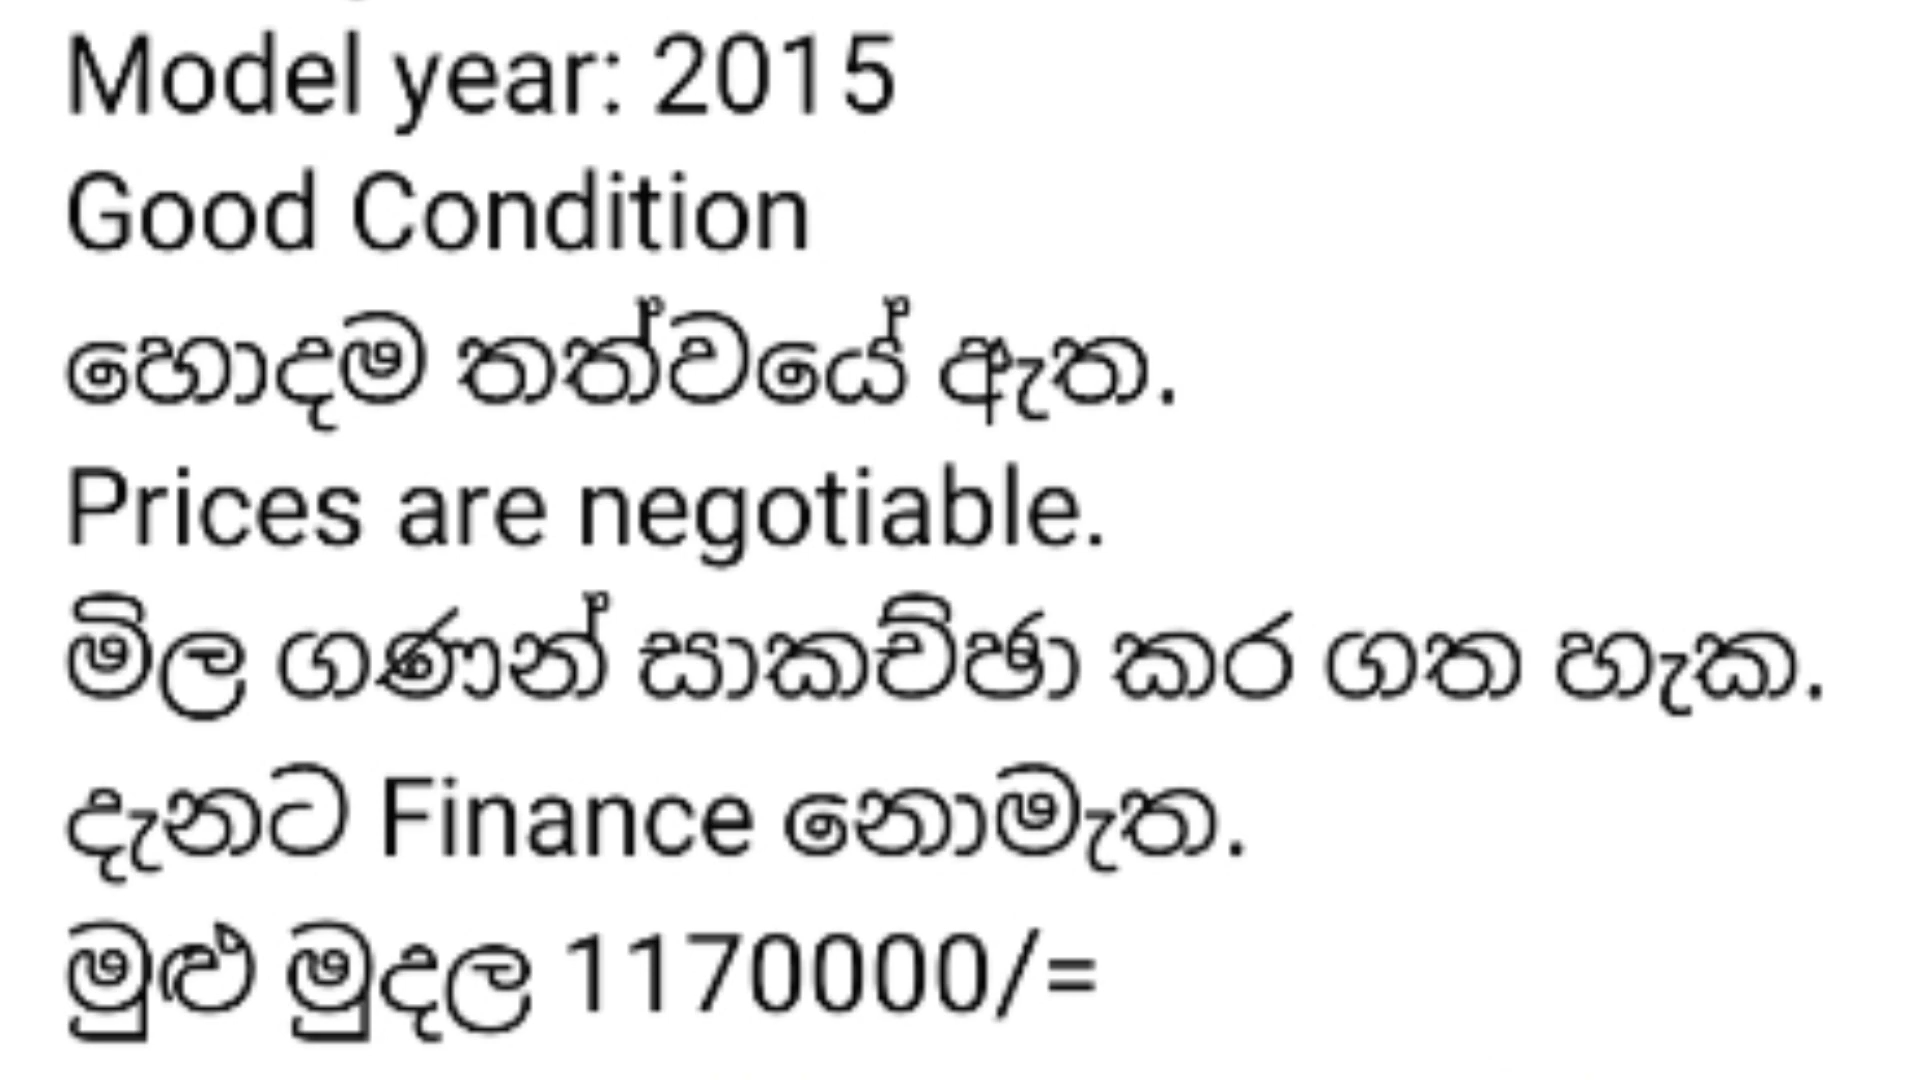 Model year: 2015
Good Condition
හොදම තත්වයේ ඇත.
Prices are negotiable.
මිල ගණන් සාකච්ඡා කර ගත හැක.
දැනට Finance නොමැත.
මුළු මුදල 1170000/=